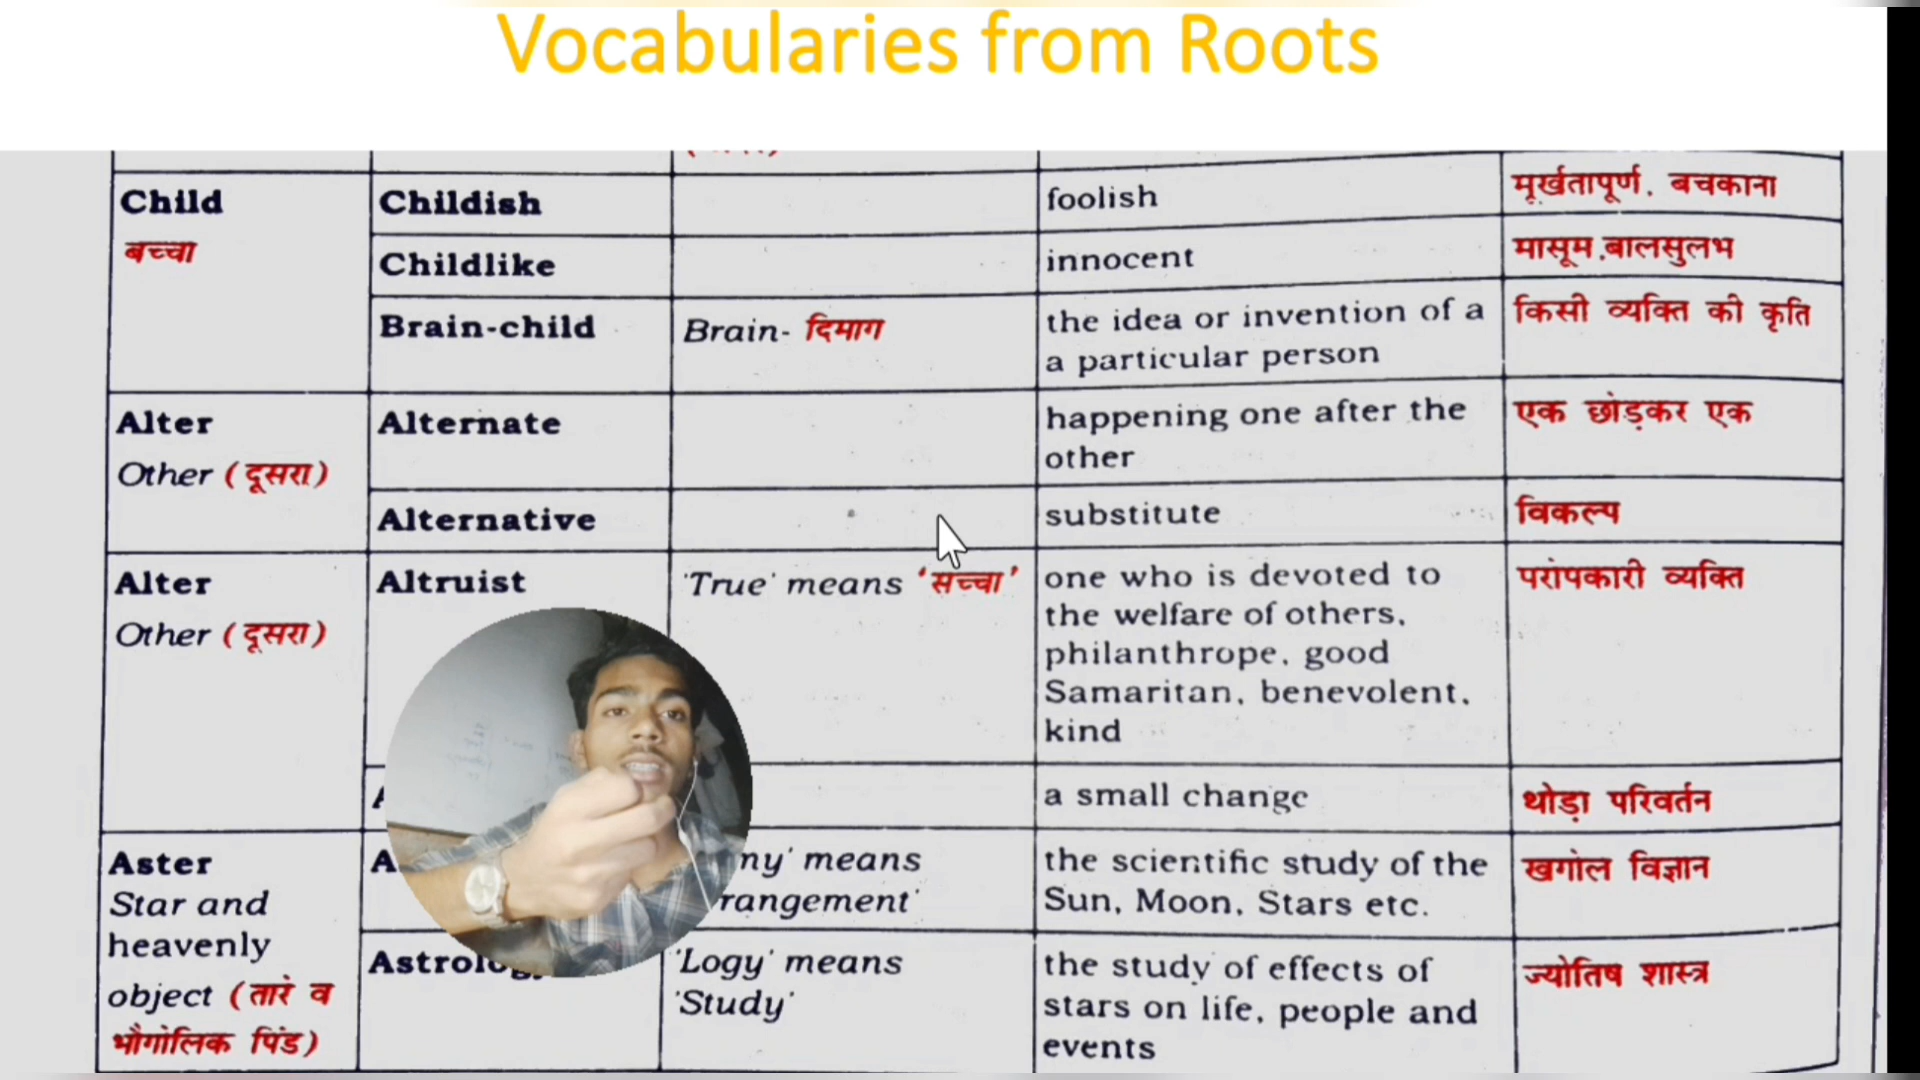 Vocabularies from Roots
Child
बच्चा
Childish
foolish
मूर्खतापूर्ण, बचकाना
Childlike
innocent
मासूम,बालसुलभ
Brain-child
Brain- दिमाग
the idea or invention of a
a particular person
किसी व्यक्ति की कृति
Alter
Other (दूसरा)
Alternate
happening one after the
other
एक छोड़कर एक
Alternative
substitute
विकल्प
Alter
Other (दूसरा)
Altruist
'True' means 'सच्चा'
one who is devoted to
the welfare of others,
philanthrope, good
Samaritan, benevolent,
kind
परोपकारी व्यक्ति
a small change
थोड़ा परिवर्तन
Aster
Star and
heavenly
object (तारे व
भौगोलिक पिंड)
means
the scientific study of the
Sun, Moon, Stars etc.
खगोल विज्ञान
'Logy' means
'Study'
the study of effects of
stars on life, people and
events
ज्योतिष शास्त्र